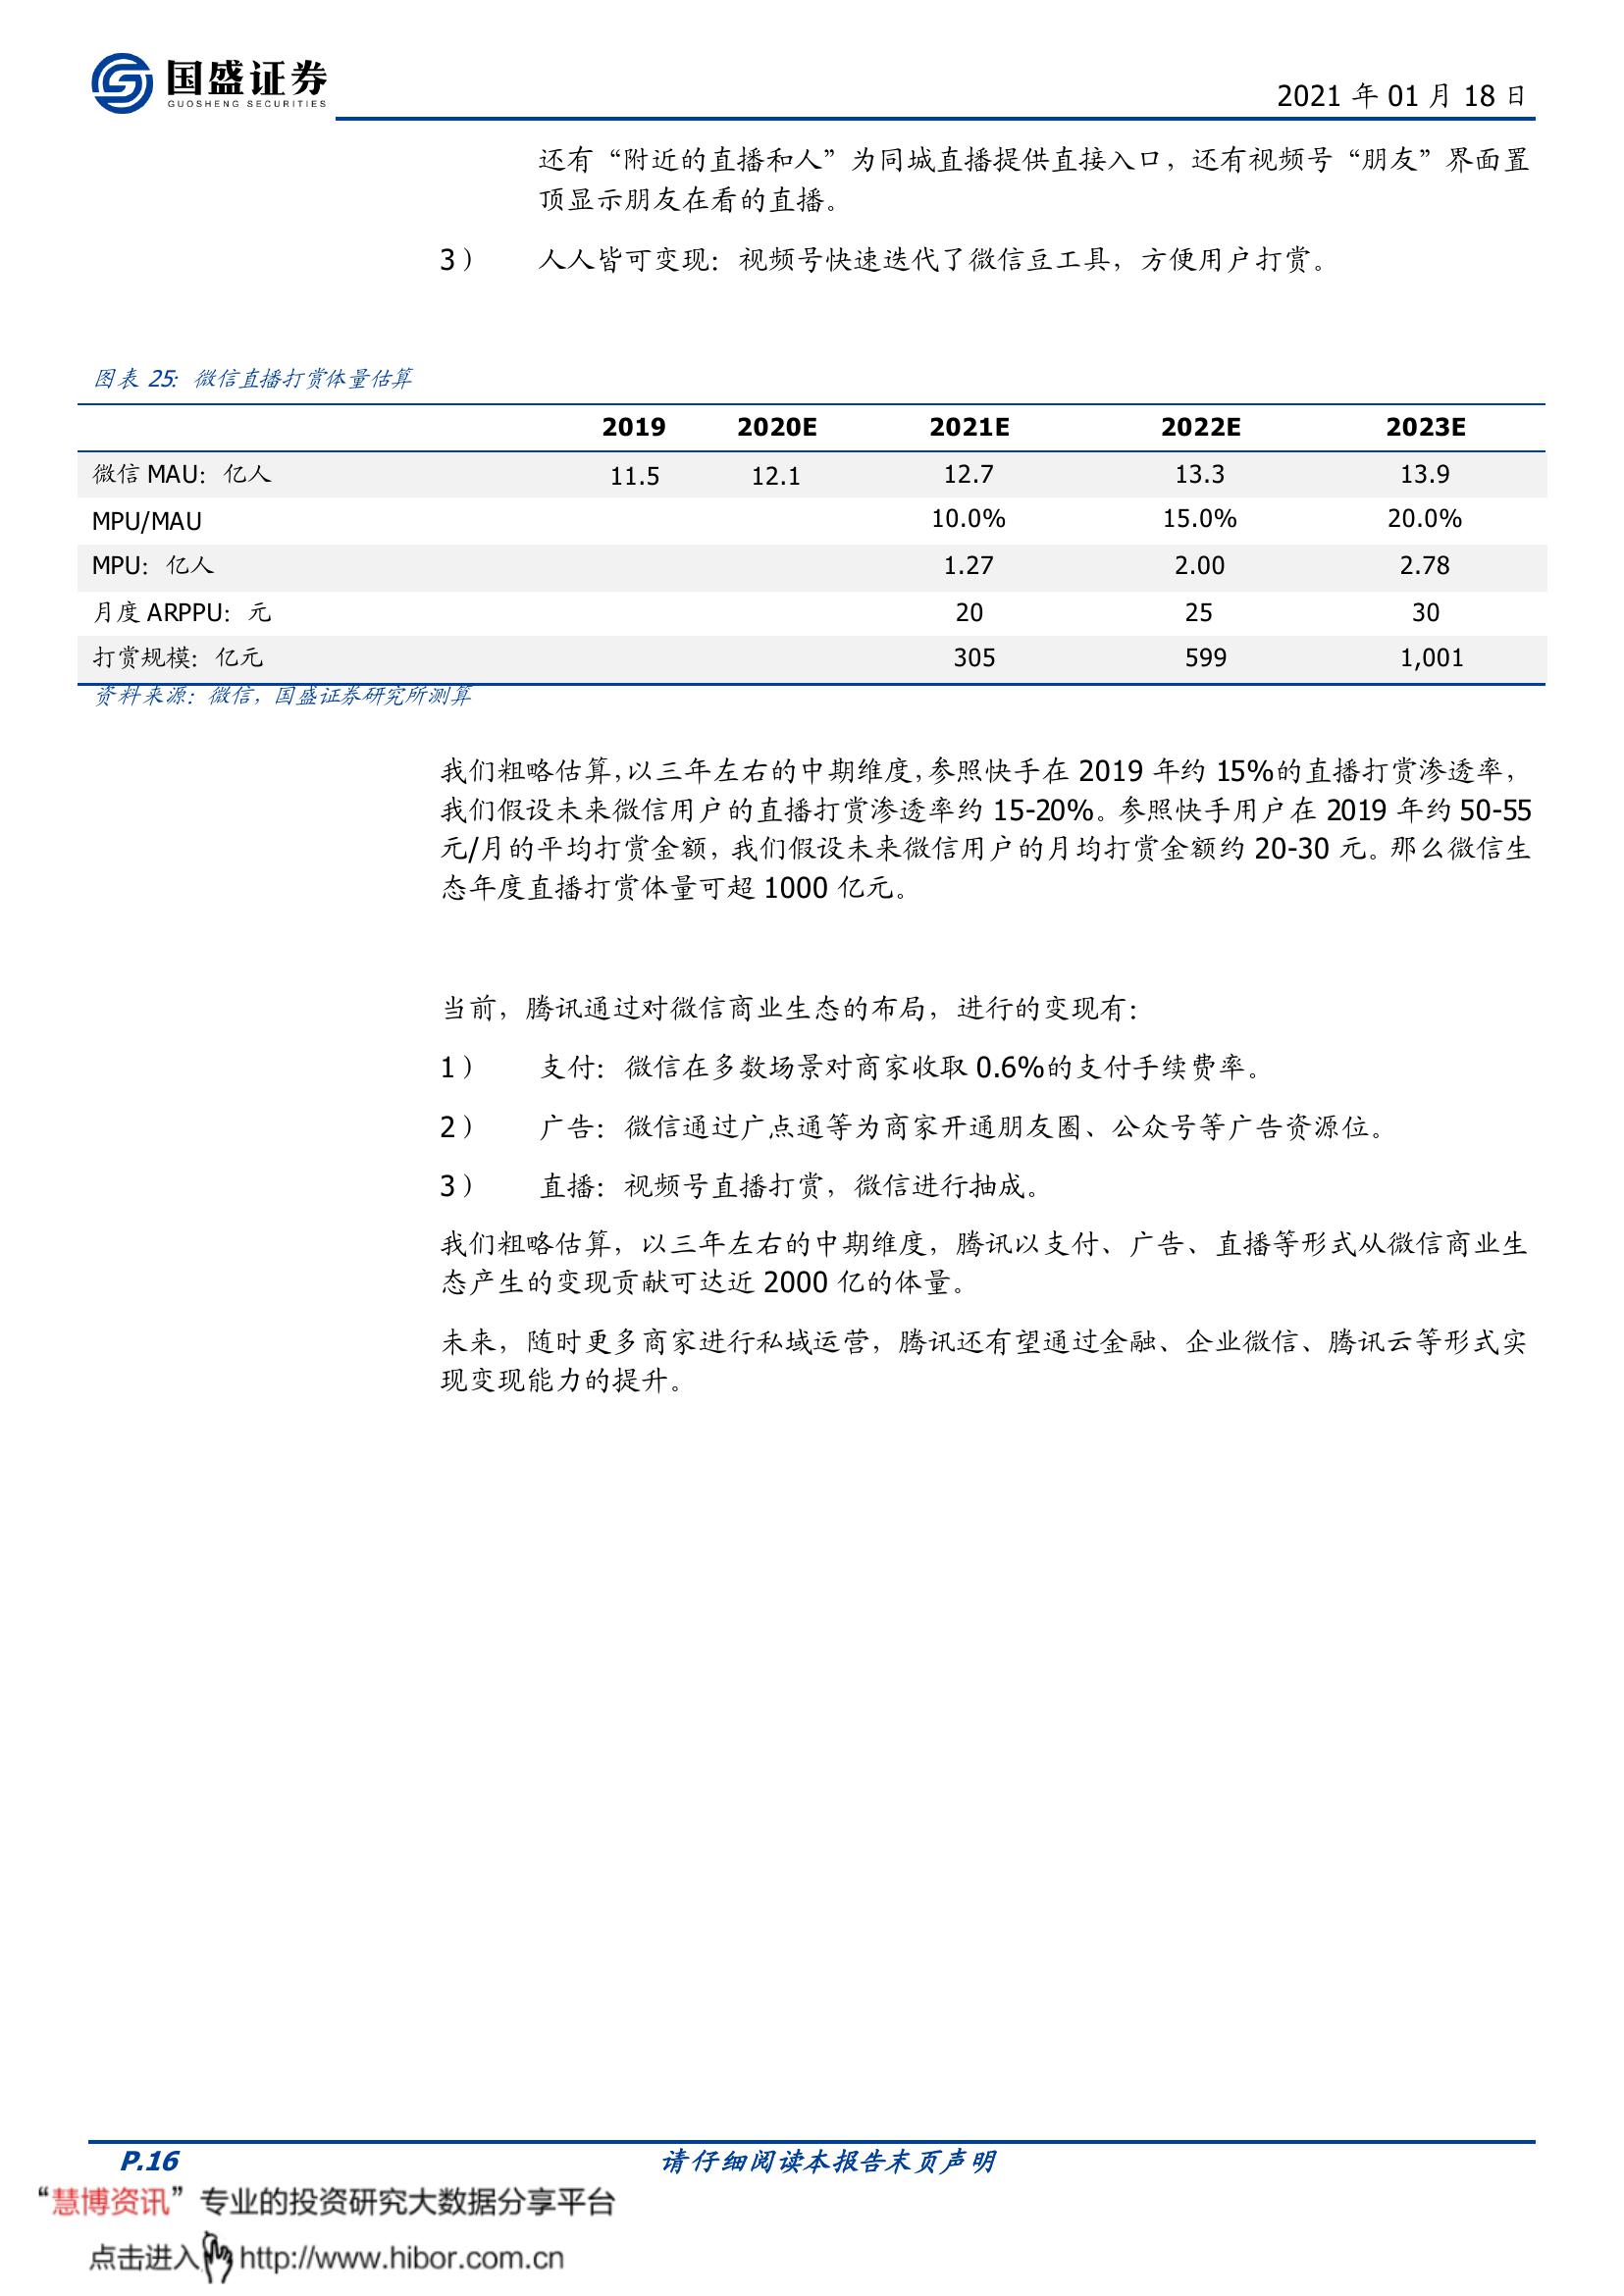 国盛证券
GUOSHENG SECURITIES
2021 年 01 月 18 日
还有“附近的直播和人”为同城直播提供直接入口，还有视频号“朋友”界面置
顶显示朋友在看的直播。
3） 人人皆可变现：视频号快速迭代了微信豆工具，方便用户打赏。
图表 25：微信直播打赏体量估算
2019 2020E 2021E 2022E 2023E
微信 MAU：亿人 11.5 12.1 12.7 13.3 13.9
MPU/MAU 10.0% 15.0% 20.0%
MPU：亿人 1.27 2.00 2.78
月度 ARPPU：元 20 25 30
打赏规模：亿元 305 599 1,001
资料来源：微信，国盛证券研究所测算
我们粗略估算，以三年左右的中期维度，参照快手在 2019 年约 15%的直播打赏渗透率，
我们假设未来微信用户的直播打赏渗透率约 15-20%。参照快手用户在 2019 年约 50-55
元/月的平均打赏金额，我们假设未来微信用户的月均打赏金额约 20-30 元。那么微信生
态年度直播打赏体量可超 1000 亿元。
当前，腾讯通过对微信商业生态的布局，进行的变现有：
1） 支付：微信在多数场景对商家收取 0.6%的支付手续费率。
2） 广告：微信通过广点通等为商家开通朋友圈、公众号等广告资源位。
3） 直播：视频号直播打赏，微信进行抽成。
我们粗略估算，以三年左右的中期维度，腾讯以支付、广告、直播等形式从微信商业生
态产生的变现贡献可达近 2000 亿的体量。
未来，随时更多商家进行私域运营，腾讯还有望通过金融、企业微信、腾讯云等形式实
现变现能力的提升。
P.16 请仔细阅读本报告末页声明
“慧博资讯”专业的投资研究大数据分享平台
点击进入 http://www.hibor.com.cn